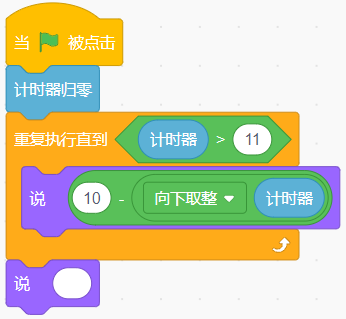 当 被点击
计时器归零
重复执行直到 计时器 > 11
说 10 - 向下取整 计时器
说